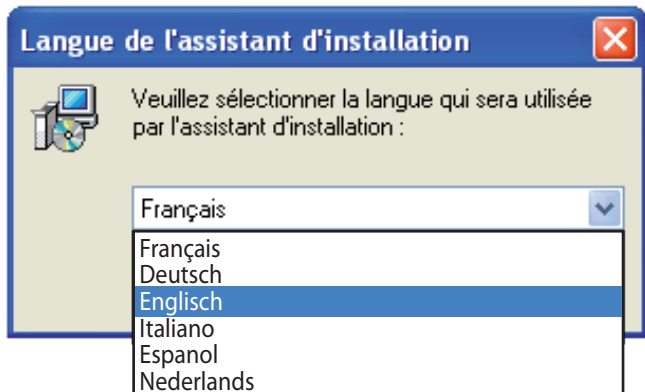 Langue de l'assistant d'installation
Veuillez sélectionner la langue qui sera utilisée
par l'assistant d'installation :
Français
Français
Deutsch
Englisch
Italiano
Espanol
Nederlands